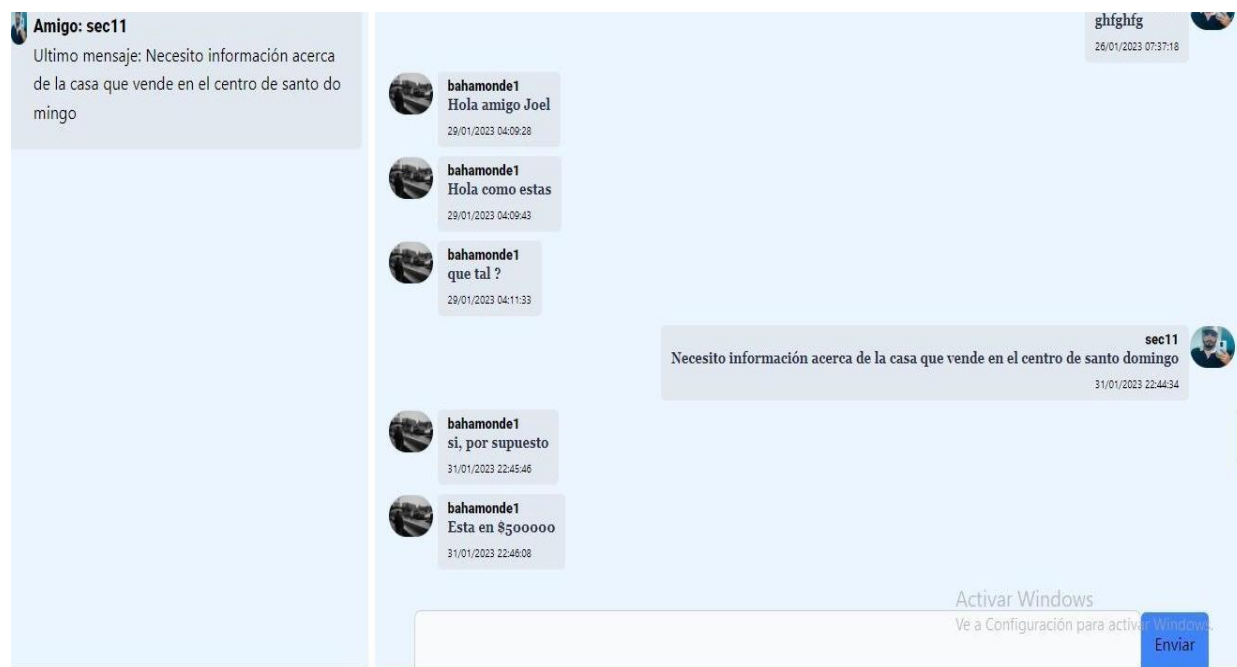 Amigo: sec11
Ultimo mensaje: Necesito información acerca
de la casa que vende en el centro de santo do
mingo
ghfghfg
26/01/2023 07:37:18
bahamonde1
Hola amigo Joel
29/01/2023 04:09:28
bahamonde1
Hola como estas
29/01/2023 04:09:43
bahamonde1
que tal ?
29/01/2023 04:11:33
sec11
Necesito información acerca de la casa que vende en el centro de santo domingo
31/01/2023 22:44:34
bahamonde1
si, por supuesto
31/01/2023 22:45:46
bahamonde1
Esta en $500000
31/01/2023 22:46:08
Activar Windows
Ve a Configuración para activar Windows.
Enviar